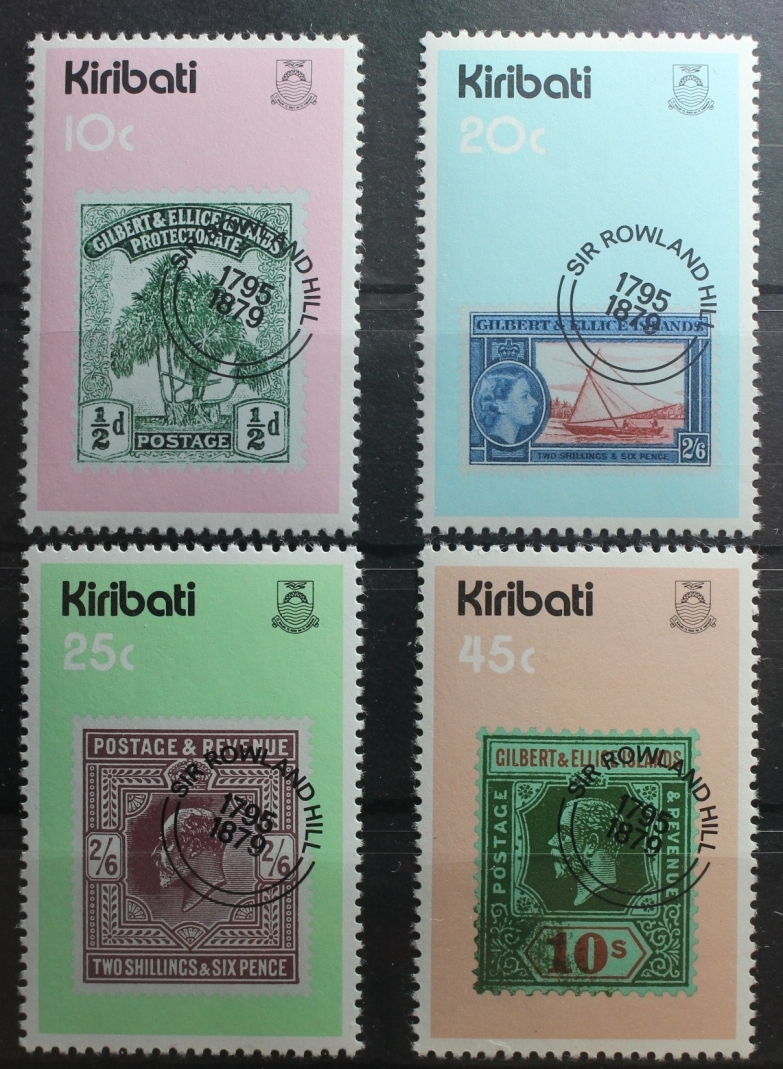 Kiribati
10c
GILBERT & ELLICE ISLANDS
PROTECTORATE
SIR ROWLAND HILL
1795
1879
1/2 d
1/2 d
POSTAGE
Kiribati
20c
SIR ROWLAND HILL
1795
1879
GILBERT & ELLICE ISLANDS
2/6
TWO SHILLINGS & SIX PENCE
Kiribati
25c
POSTAGE & REVENUE
SIR ROWLAND HILL
1795
1879
2/6
2/6
TWO SHILLINGS & SIX PENCE
Kiribati
45c
GILBERT & ELLICE ISLANDS
SIR ROWLAND HILL
1795
1879
POSTAGE
& REVENUE
10s